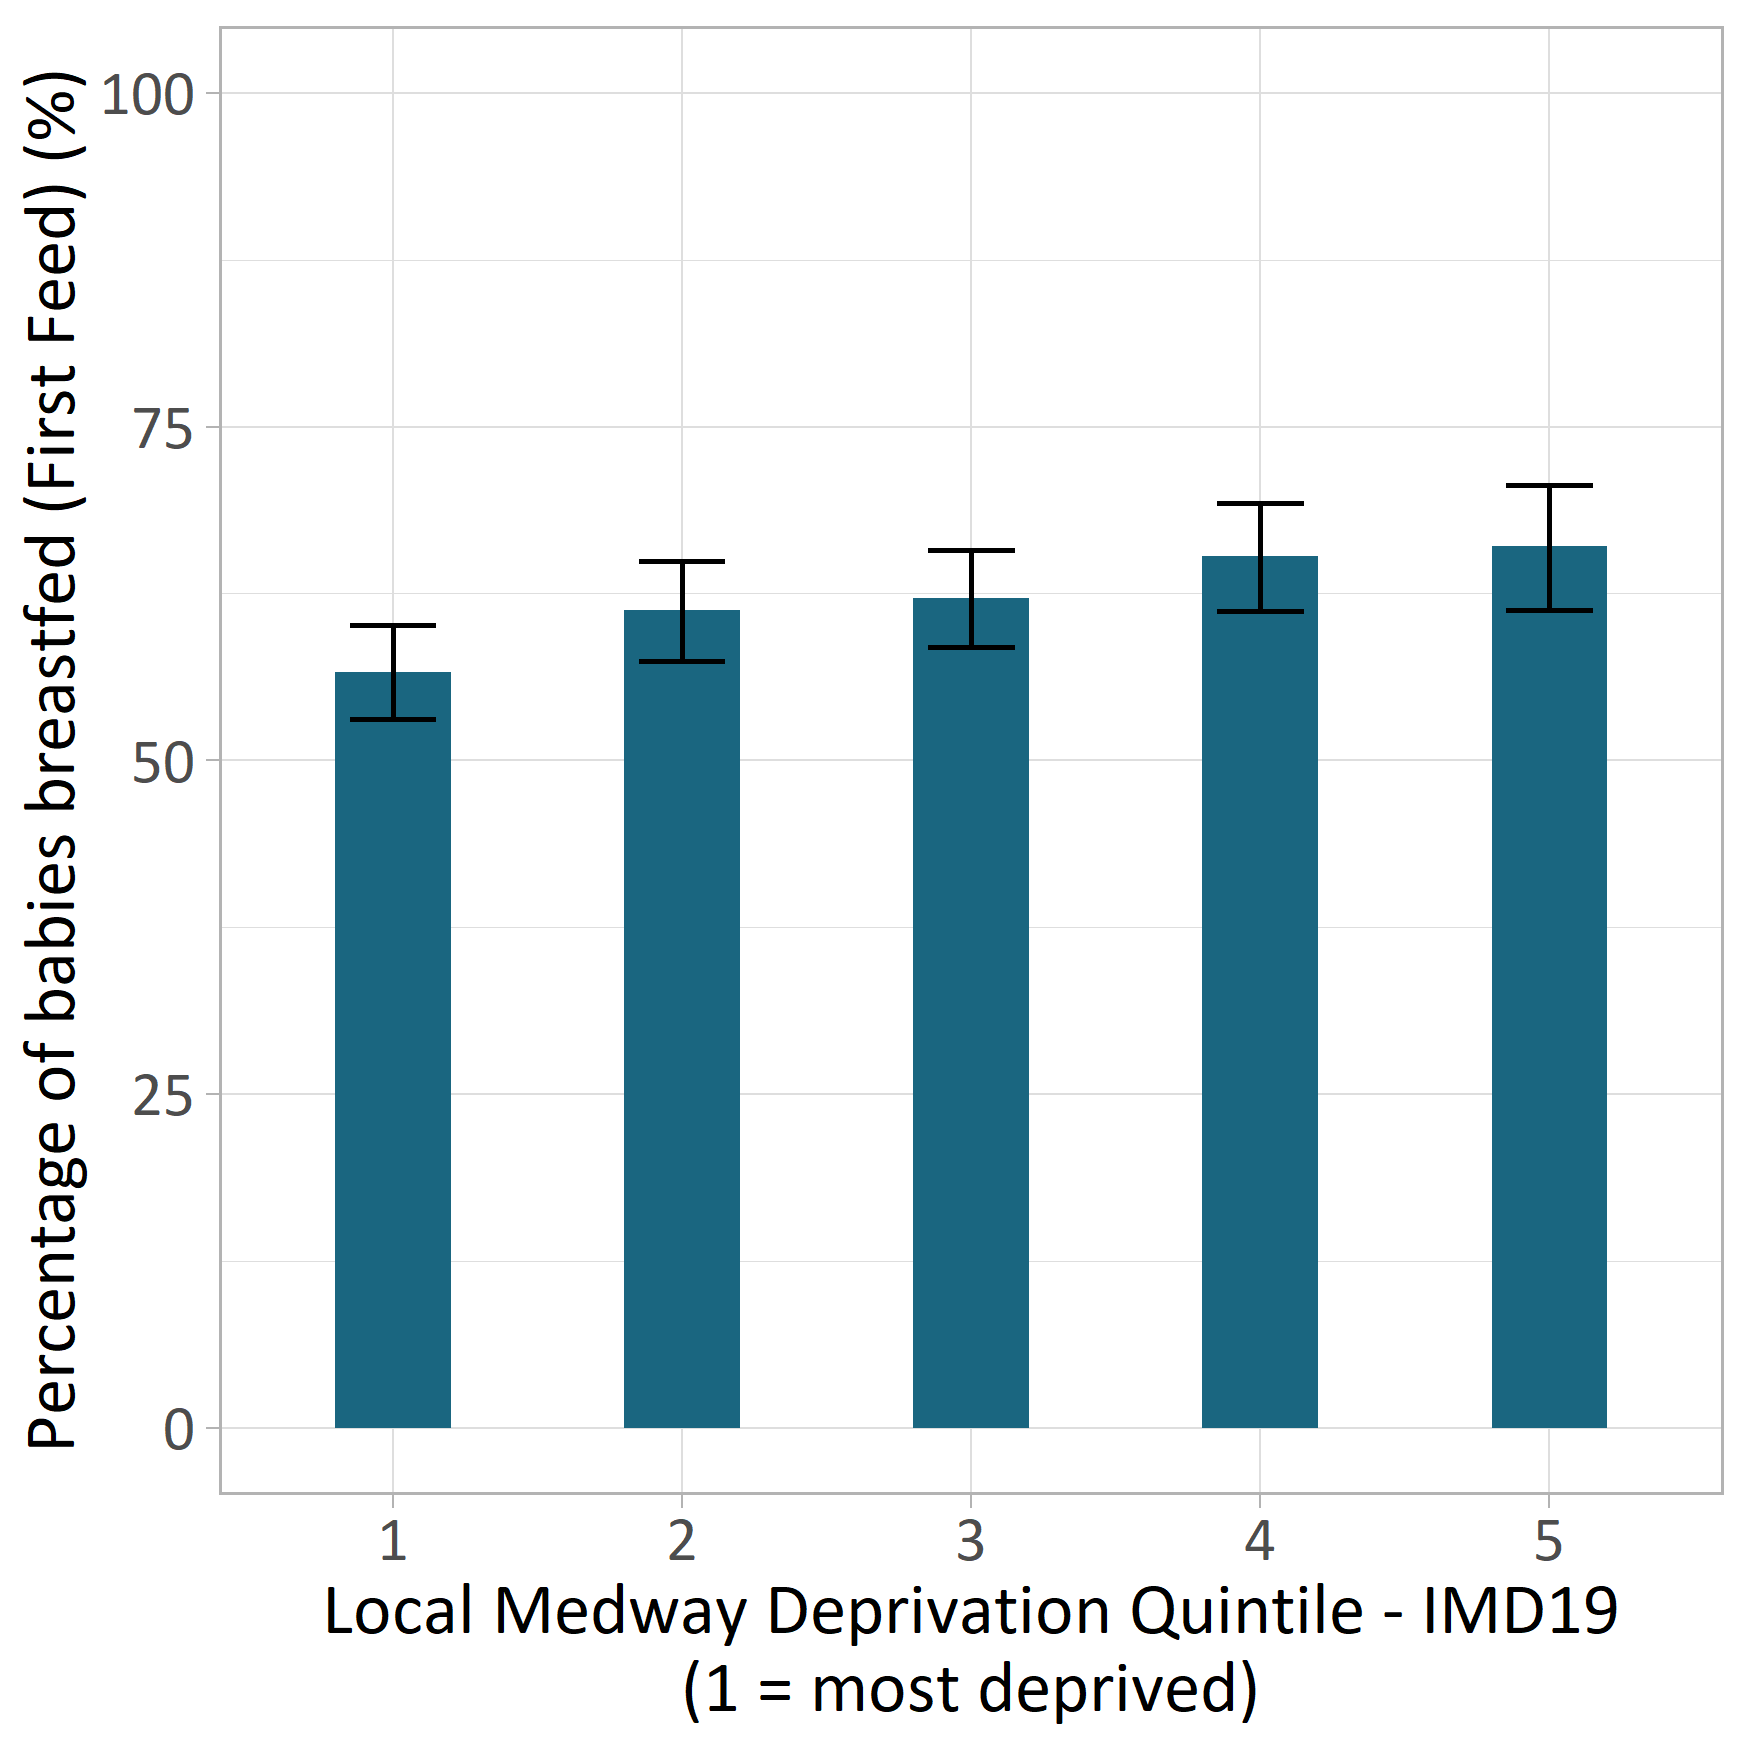 Percentage of babies breastfed (First Feed) (%)
100
75
50
25
0
1 2 3 4 5
Local Medway Deprivation Quintile - IMD19
(1 = most deprived)